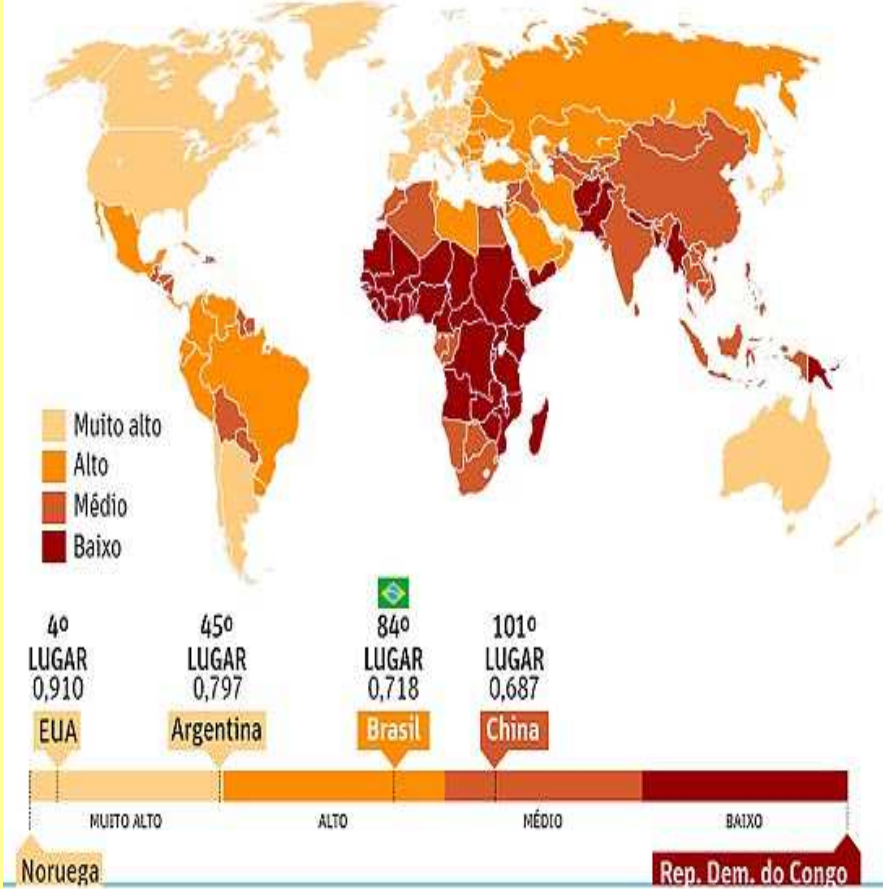 Muito alto
Alto
Médio
Baixo
4º
LUGAR
0,910
EUA
45º
LUGAR
0,797
Argentina
84º
LUGAR
0,718
Brasil
101º
LUGAR
0,687
China
MUITO ALTO
ALTO
MÉDIO
BAIXO
Noruega
Rep. Dem. do Congo